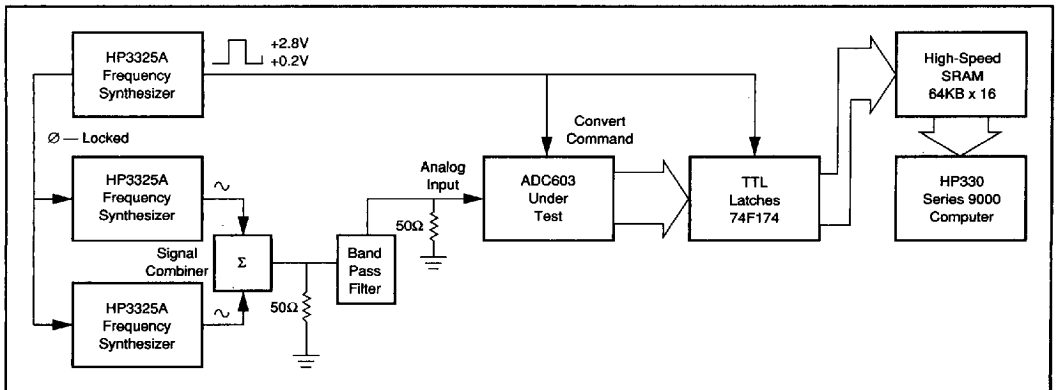 HP3325A
Frequency
Synthesizer
+2.8V
+0.2V
Ø — Locked
HP3325A
Frequency
Synthesizer
HP3325A
Frequency
Synthesizer
Signal
Combiner
Σ
50Ω
Band
Pass
Filter
50Ω
Analog
Input
Convert
Command
ADC603
Under
Test
TTL
Latches
74F174
High-Speed
SRAM
64KB x 16
HP330
Series 9000
Computer